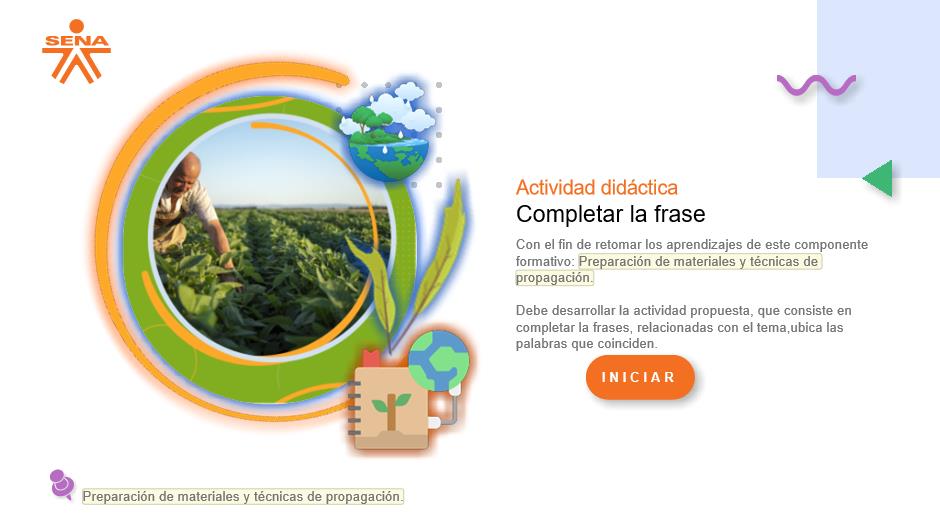 SENA
Actividad didáctica
Completar la frase
Con el fin de retomar los aprendizajes de este componente
formativo: Preparación de materiales y técnicas de
propagación.
Debe desarrollar la actividad propuesta, que consiste en
completar la frases, relacionadas con el tema,ubica las
palabras que coinciden.
INICIAR
Preparación de materiales y técnicas de propagación.